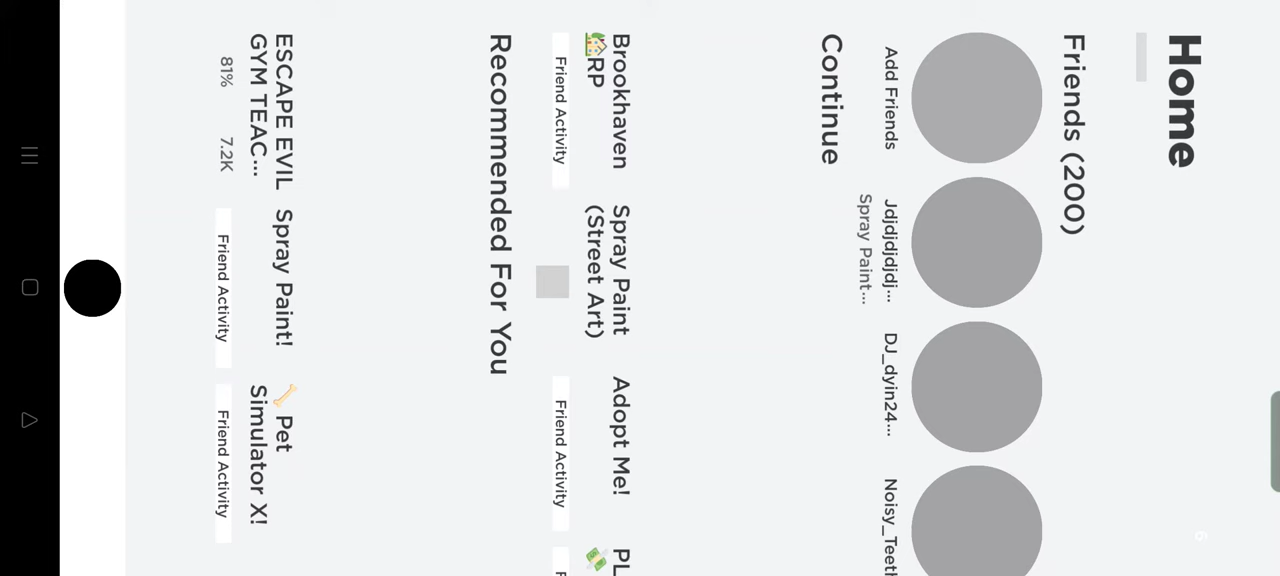 Home
Friends (200)
Add Friends
Jdjdjdjdjdj...
Spray Paint...
DJ_dyin24...
Noisy_Teeth
Continue
Brookhaven
🏡RP
Friend Activity
Spray Paint
(Street Art)
Adopt Me!
Friend Activity
PL
💸
F
Recommended For You
ESCAPE EVIL
GYM TEAC...
81%
7.2K
Spray Paint!
Friend Activity
🦴 Pet
Simulator X!
Friend Activity